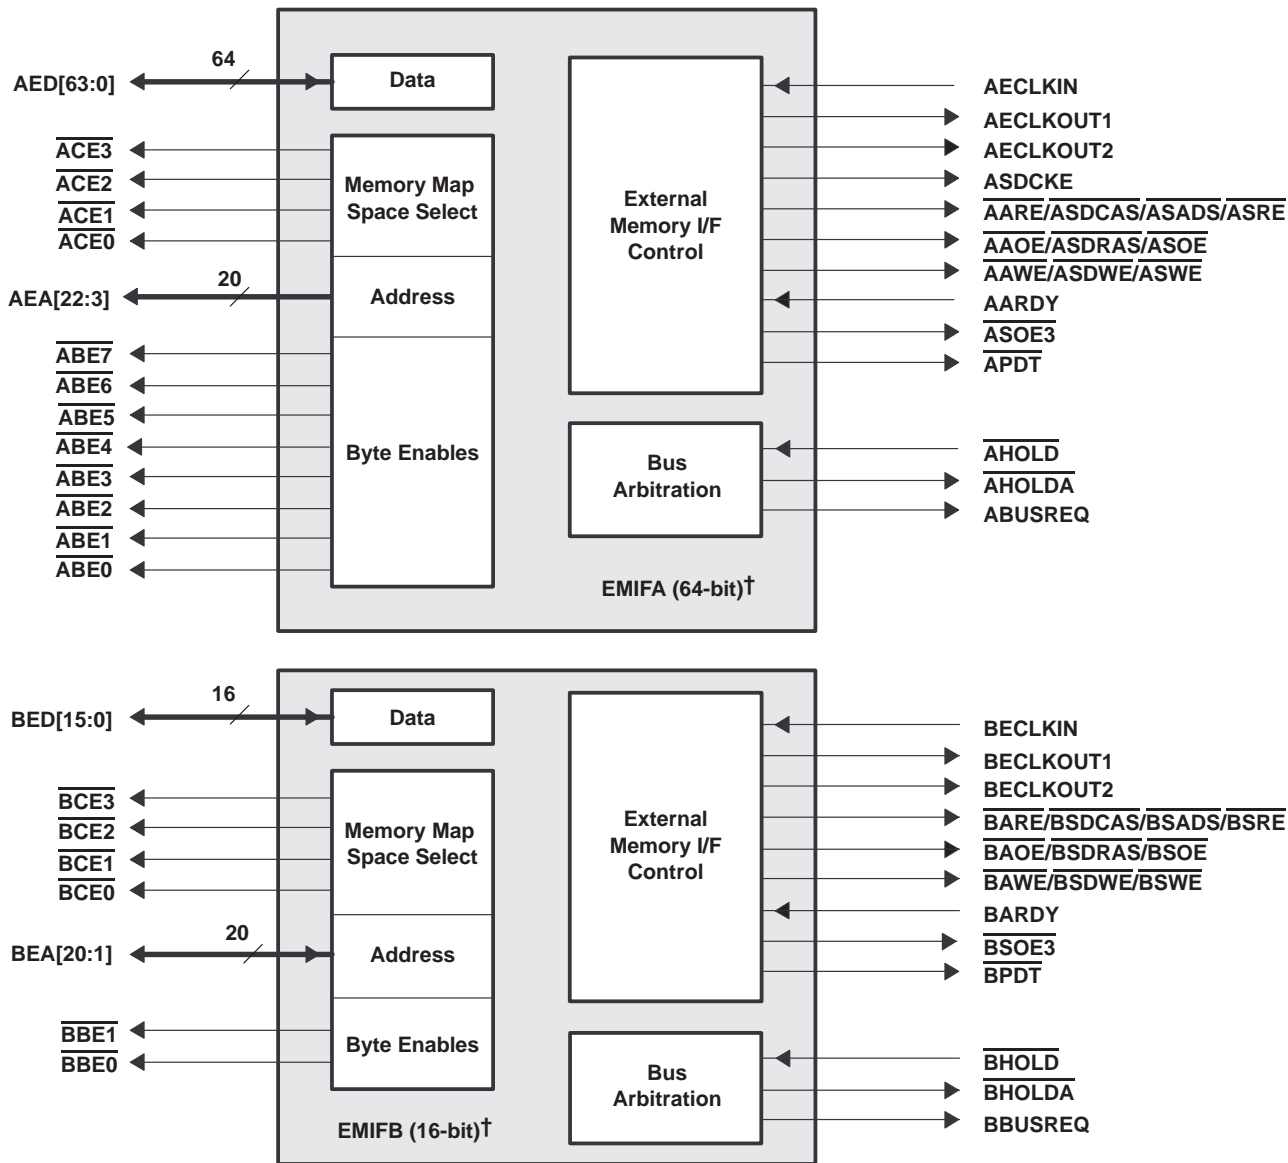 64
AED[63:0]
Data
ACE3
ACE2
ACE1
ACE0
Memory Map
Space Select
20
AEA[22:3]
Address
ABE7
ABE6
ABE5
ABE4
ABE3
ABE2
ABE1
ABE0
Byte Enables
External
Memory I/F
Control
AECLKIN
AECLKOUT1
AECLKOUT2
ASDCKE
AARE/ASDCAS/ASADS/ASRE
AAOE/ASDRAS/ASOE
AAWE/ASDWE/ASWE
AARDY
ASOE3
APDT
Bus
Arbitration
AHOLD
AHOLDA
ABUSREQ
EMIFA (64-bit)†
16
BED[15:0]
Data
BCE3
BCE2
BCE1
BCE0
Memory Map
Space Select
20
BEA[20:1]
Address
BBE1
BBE0
Byte Enables
External
Memory I/F
Control
BECLKIN
BECLKOUT1
BECLKOUT2
BARE/BSDCAS/BSADS/BSRE
BAOE/BSDRAS/BSOE
BAWE/BSDWE/BSWE
BARDY
BSOE3
BPDT
Bus
Arbitration
BHOLD
BHOLDA
BBUSREQ
EMIFB (16-bit)†